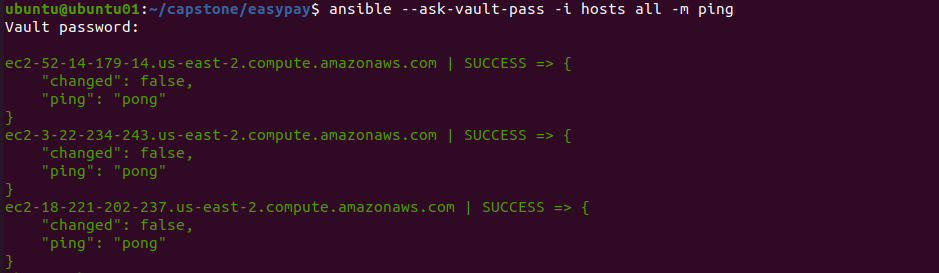 ubuntu@ubuntu01:~/capstone/easypay$ ansible --ask-vault-pass -i hosts all -m ping
Vault password:
ec2-52-14-179-14.us-east-2.compute.amazonaws.com | SUCCESS => {
    "changed": false,
    "ping": "pong"
}
ec2-3-22-234-243.us-east-2.compute.amazonaws.com | SUCCESS => {
    "changed": false,
    "ping": "pong"
}
ec2-18-221-202-237.us-east-2.compute.amazonaws.com | SUCCESS => {
    "changed": false,
    "ping": "pong"
}